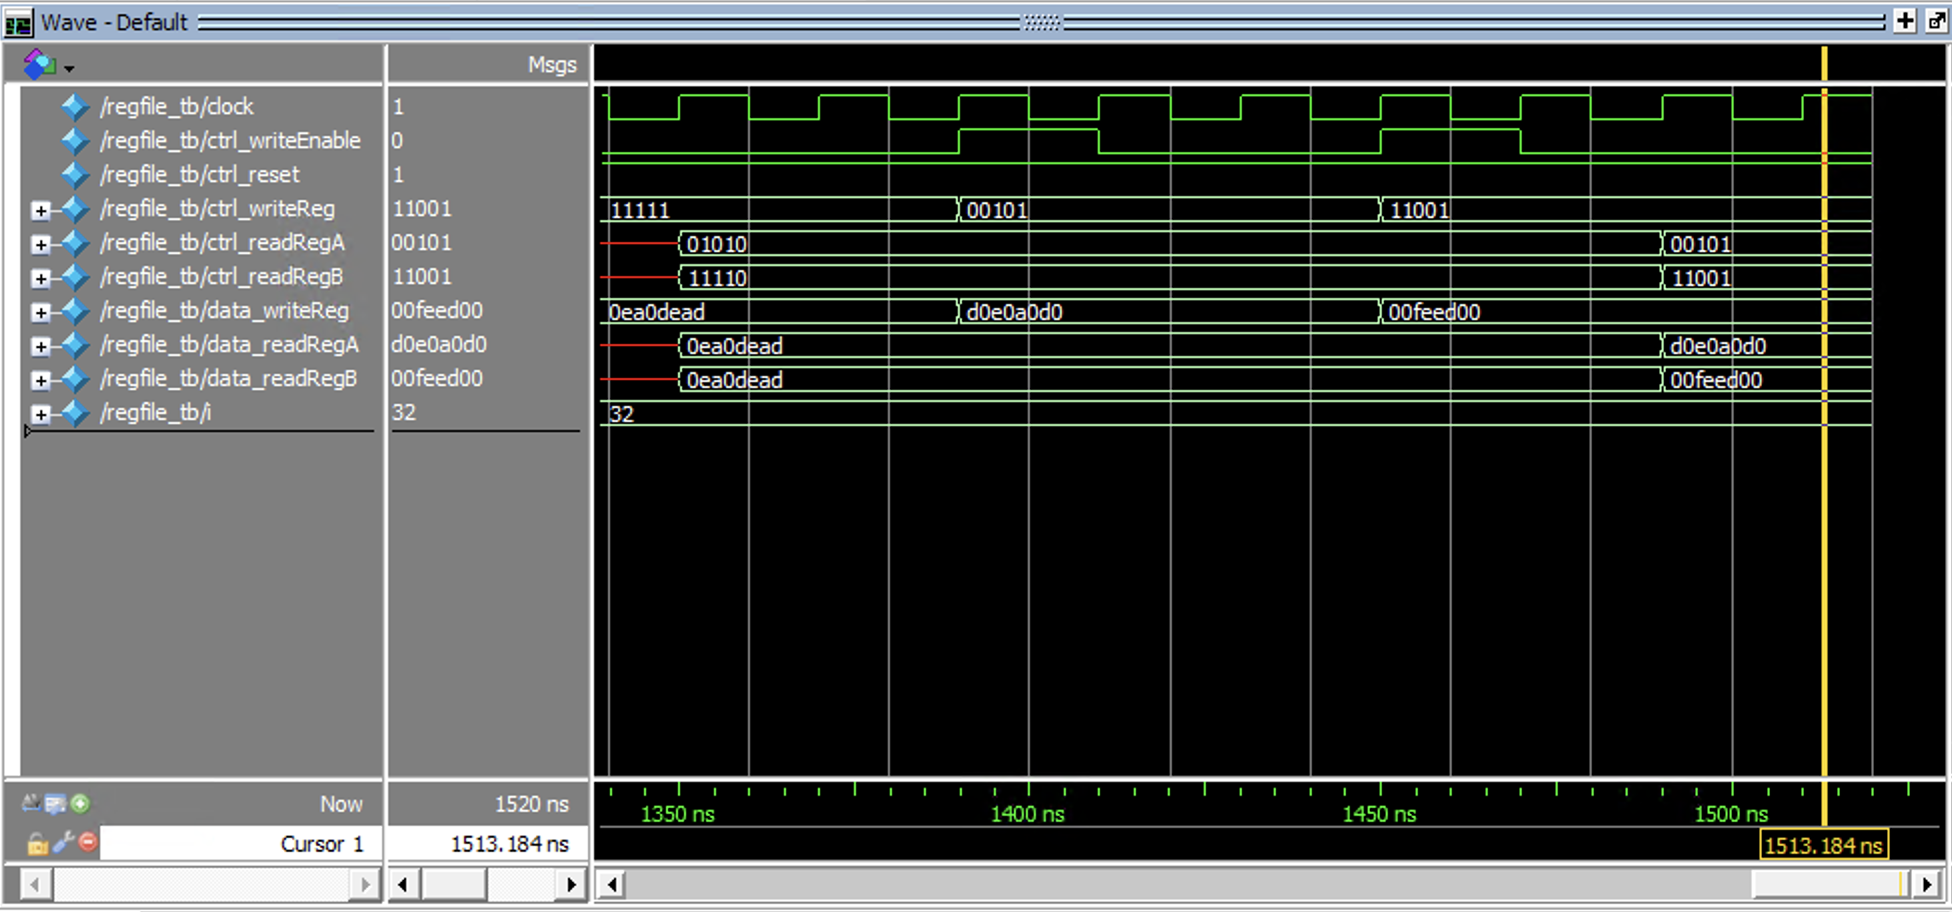 Wave - Default
Msgs
/regfile_tb/clock 1
/regfile_tb/ctrl_writeEnable 0
/regfile_tb/ctrl_reset 1
/regfile_tb/ctrl_writeReg 11001 11111 00101 11001
/regfile_tb/ctrl_readRegA 00101 01010 00101
/regfile_tb/ctrl_readRegB 11001 11110 11001
/regfile_tb/data_writeReg 00feed00 0ea0dead d0e0a0d0 00feed00
/regfile_tb/data_readRegA d0e0a0d0 0ea0dead d0e0a0d0
/regfile_tb/data_readRegB 00feed00 0ea0dead 00feed00
/regfile_tb/i 32 32
Now 1520 ns 1350 ns 1400 ns 1450 ns 1500 ns
Cursor 1 1513.184 ns 1513.184 ns